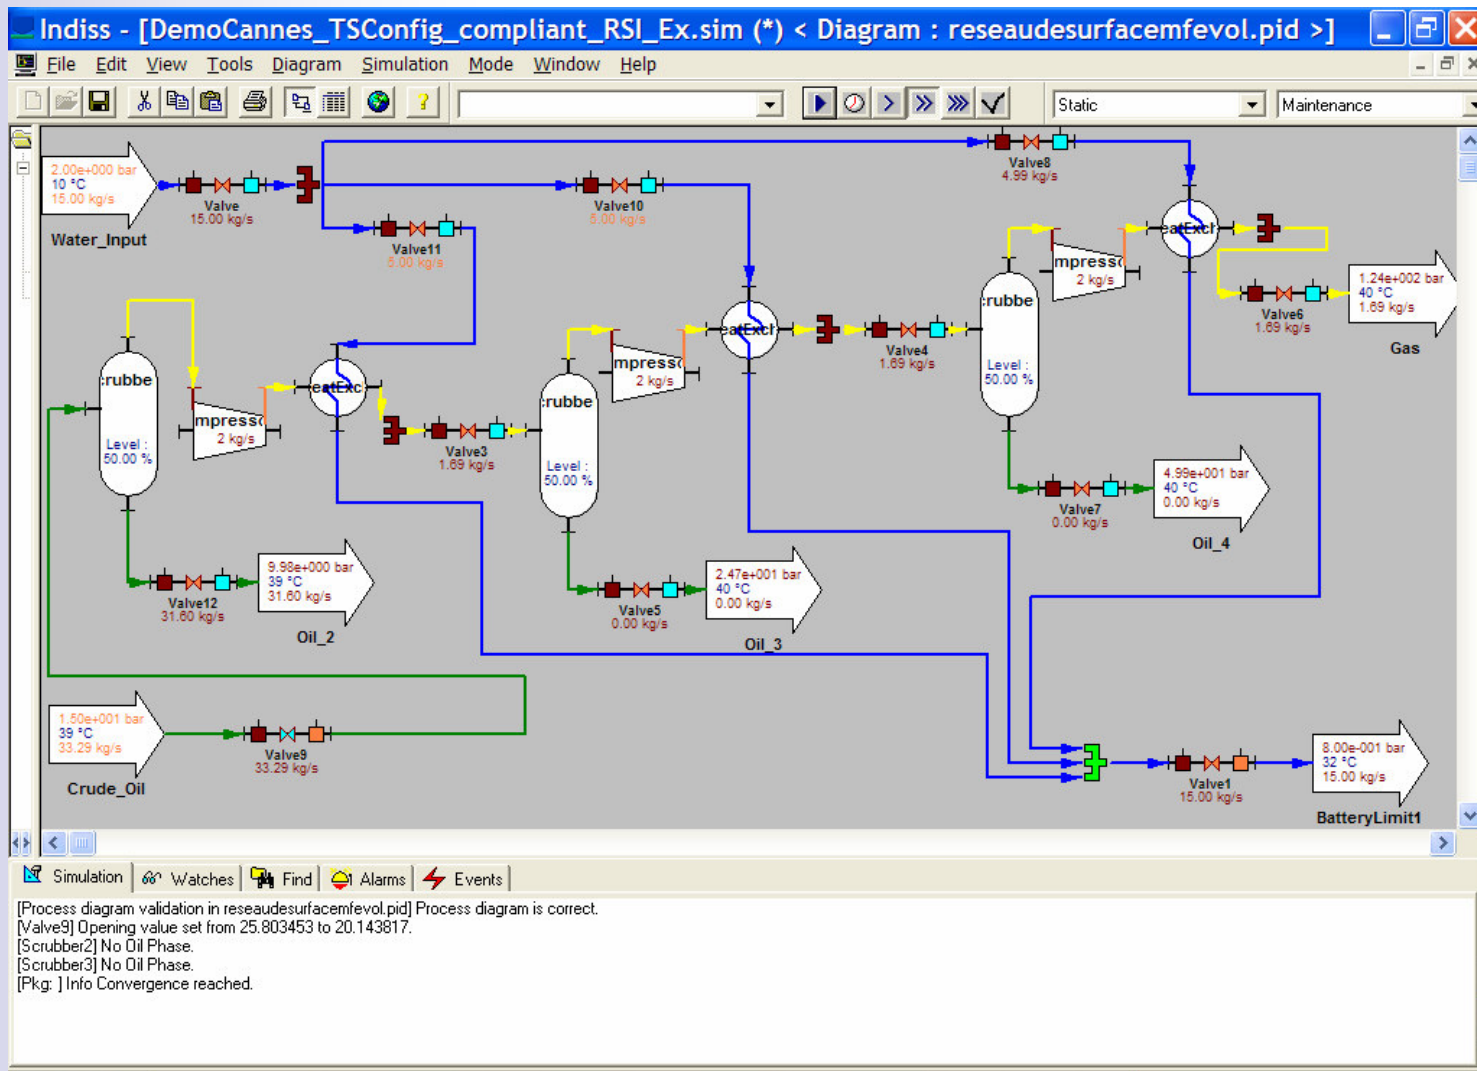 Indiss - [DemoCannes_TSConfig_compliant_RSI_Ex.sim (*) < Diagram : reseaudesurfacemfevol.pid >]
File Edit View Tools Diagram Simulation Mode Window Help
Static
Maintenance
2.00e+000 bar
10 °C
15.00 kg/s
Water_Input
Valve
15.00 kg/s
Valve11
5.00 kg/s
Valve10
5.00 kg/s
Valve8
4.99 kg/s
eatExch
mpresso
2 kg/s
rubbe
Level :
50.00 %
Valve6
1.69 kg/s
1.24e+002 bar
40 °C
1.69 kg/s
Gas
eatExch
Valve4
1.69 kg/s
mpresso
2 kg/s
rubbe
Level :
50.00 %
rubbe
Level :
50.00 %
mpresso
2 kg/s
eatExc
Valve3
1.69 kg/s
Valve7
0.00 kg/s
4.99e+001 bar
40 °C
0.00 kg/s
Oil_4
Valve12
31.60 kg/s
9.98e+000 bar
39 °C
31.60 kg/s
Oil_2
Valve5
0.00 kg/s
2.47e+001 bar
40 °C
0.00 kg/s
Oil_3
1.50e+001 bar
39 °C
33.29 kg/s
Crude_Oil
Valve9
33.29 kg/s
Valve1
15.00 kg/s
8.00e-001 bar
32 °C
15.00 kg/s
BatteryLimit1
Simulation Watches Find Alarms Events
[Process diagram validation in reseaudesurfacemfevol.pid] Process diagram is correct.
[Valve9] Opening value set from 25.803453 to 20.143817.
[Scrubber2] No Oil Phase.
[Scrubber3] No Oil Phase.
[Pkg: ] Info Convergence reached.